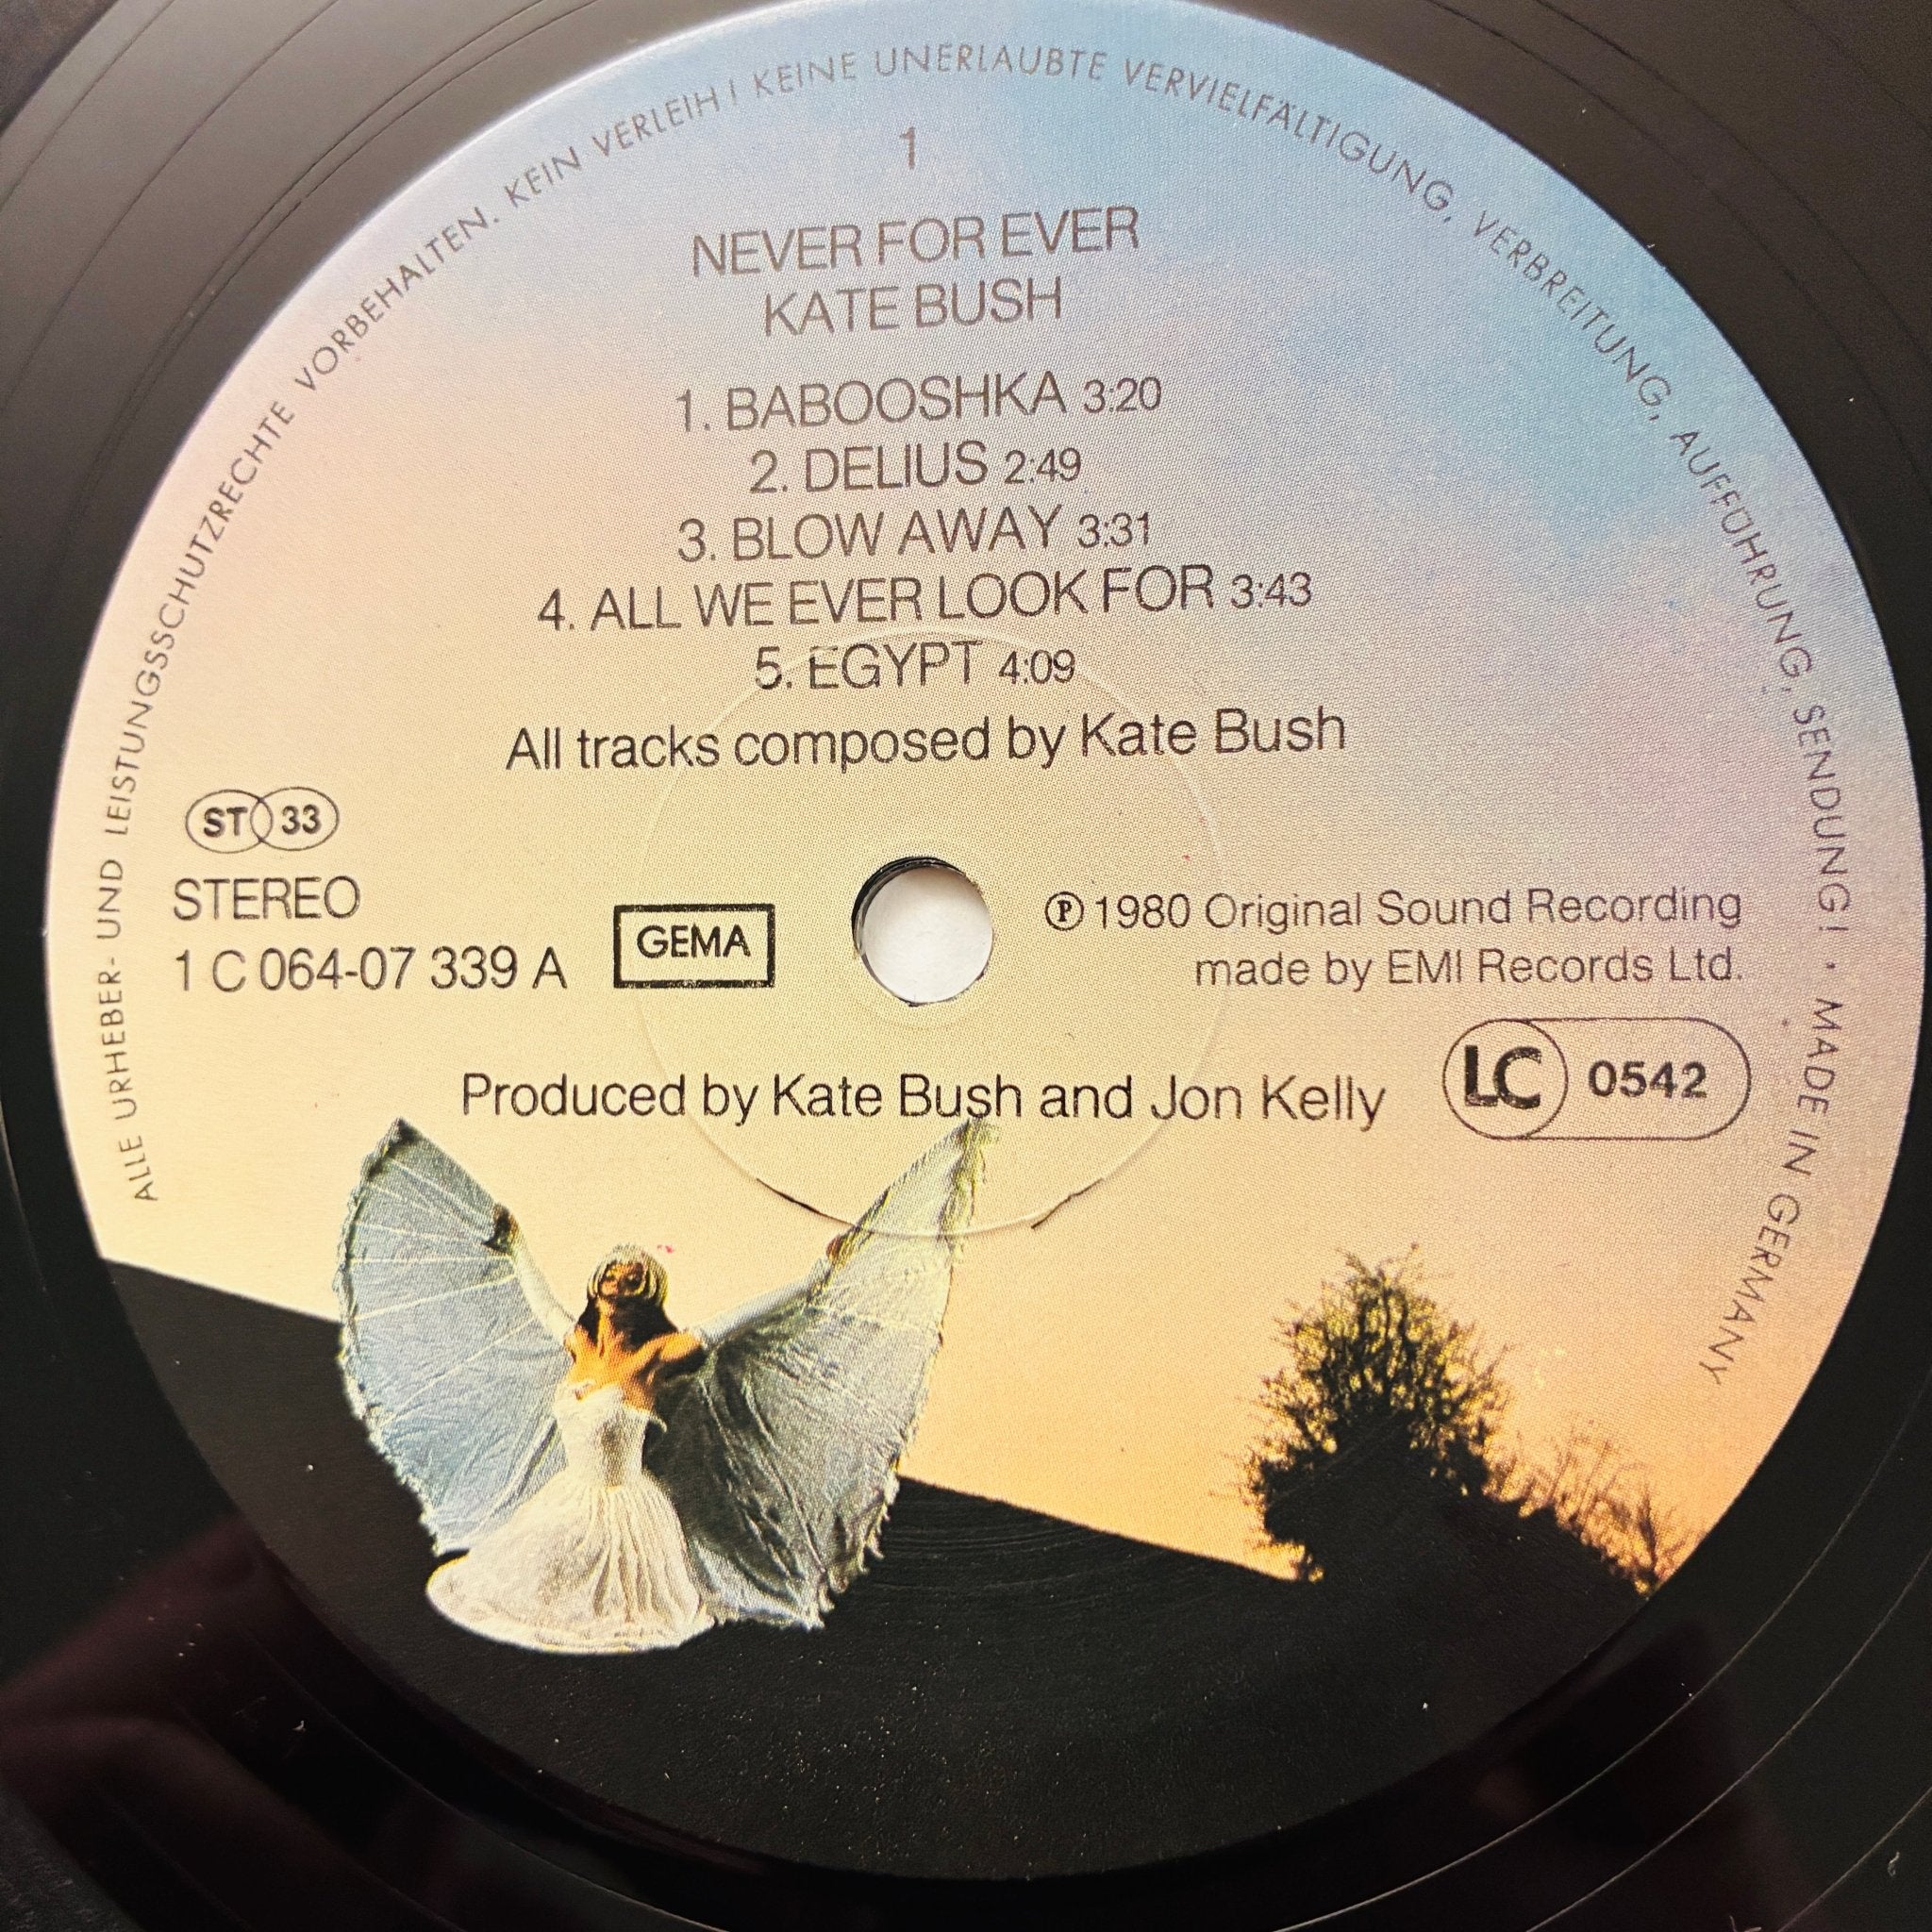 ALLE URHEBER- UND LEISTUNGSSCHUTZRECHTE VORBEHALTEN. KEIN VERLEIH! KEINE UNERLAUBTE VERVIELFÄLTIGUNG, VERBREITUNG, AUFFÜHRUNG, SENDUNG! · MADE IN GERMANY
1
NEVER FOR EVER
KATE BUSH
1. BABOOSHKA 3:20
2. DELIUS 2:49
3. BLOW AWAY 3:31
4. ALL WE EVER LOOK FOR 3:43
5. EGYPT 4:09
All tracks composed by Kate Bush
ST 33
STEREO
1 C 064-07 339 A
GEMA
℗ 1980 Original Sound Recording
made by EMI Records Ltd.
LC 0542
Produced by Kate Bush and Jon Kelly